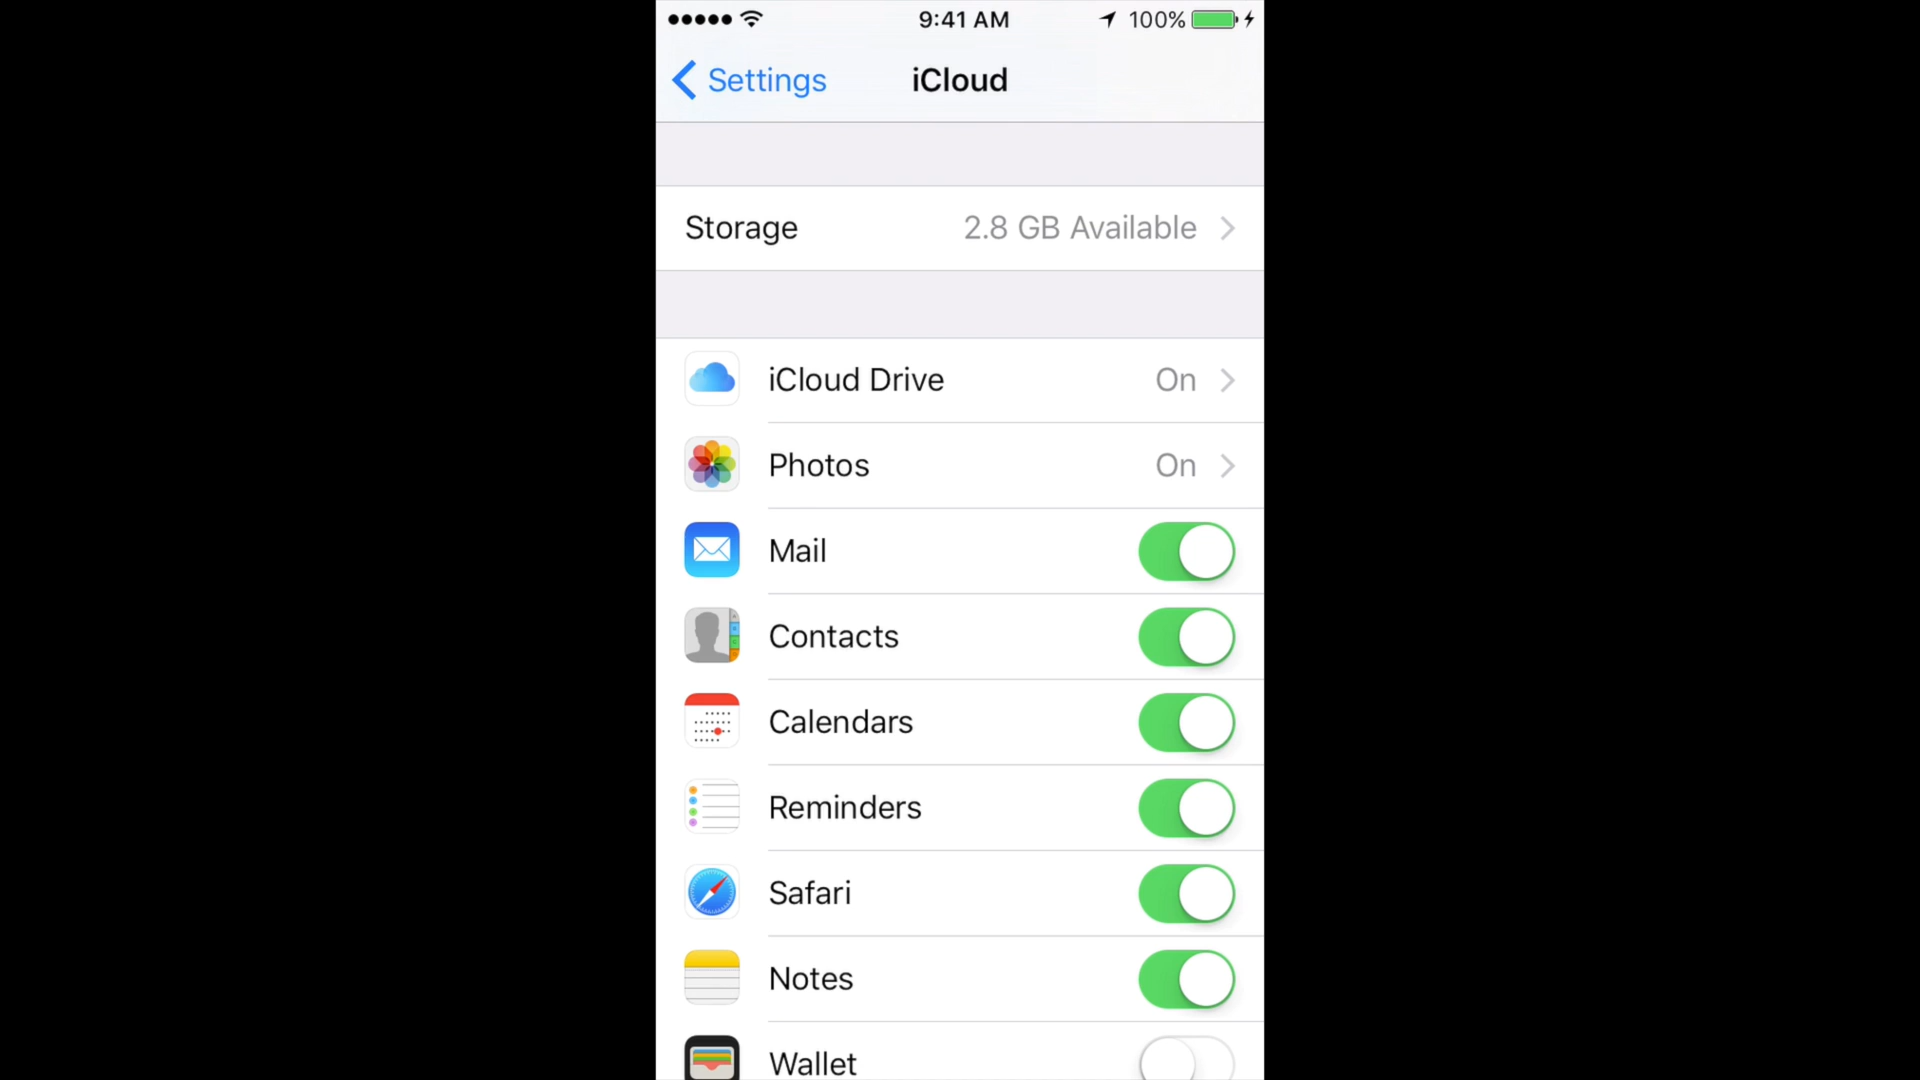 9:41 AM
100%
Settings
iCloud
Storage 2.8 GB Available
iCloud Drive On
Photos On
Mail
Contacts
Calendars
Reminders
Safari
Notes
Wallet